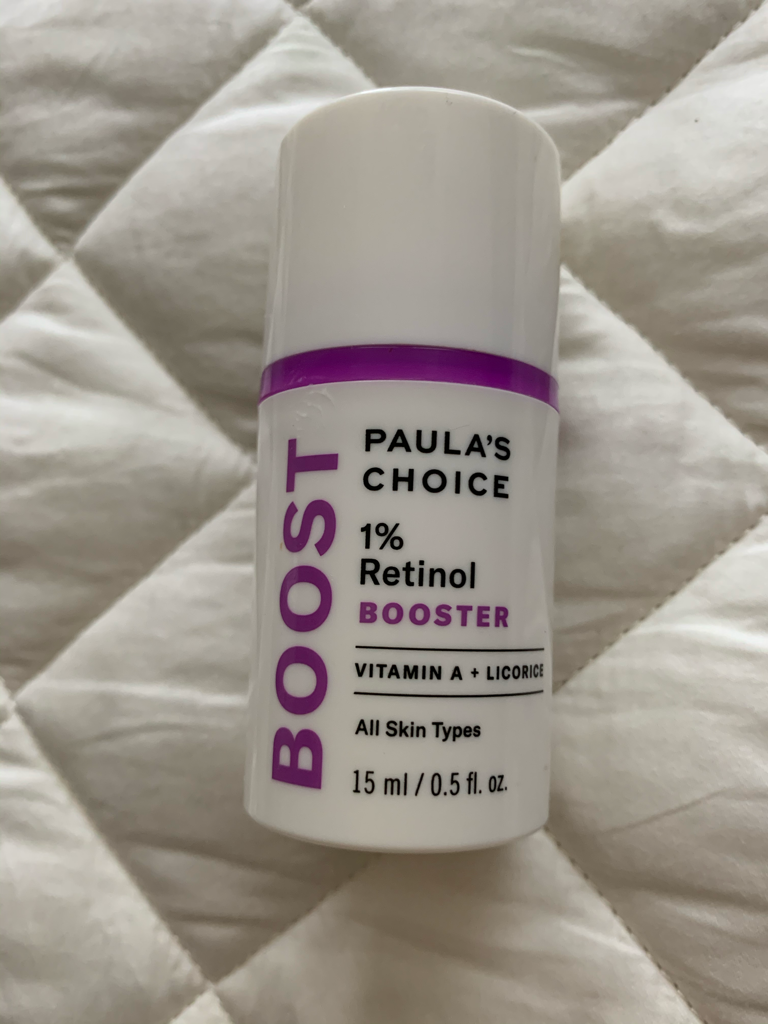 BOOST
PAULA'S
CHOICE
1%
Retinol
BOOSTER
VITAMIN A + LICORICE
All Skin Types
15 ml / 0.5 fl. oz.